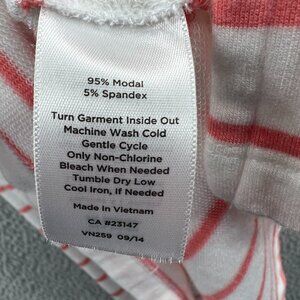 95% Modal
5% Spandex
Turn Garment Inside Out
Machine Wash Cold
Gentle Cycle
Only Non-Chlorine
Bleach When Needed
Tumble Dry Low
Cool Iron, If Needed
Made in Vietnam
CA #23147
VN259 09/14